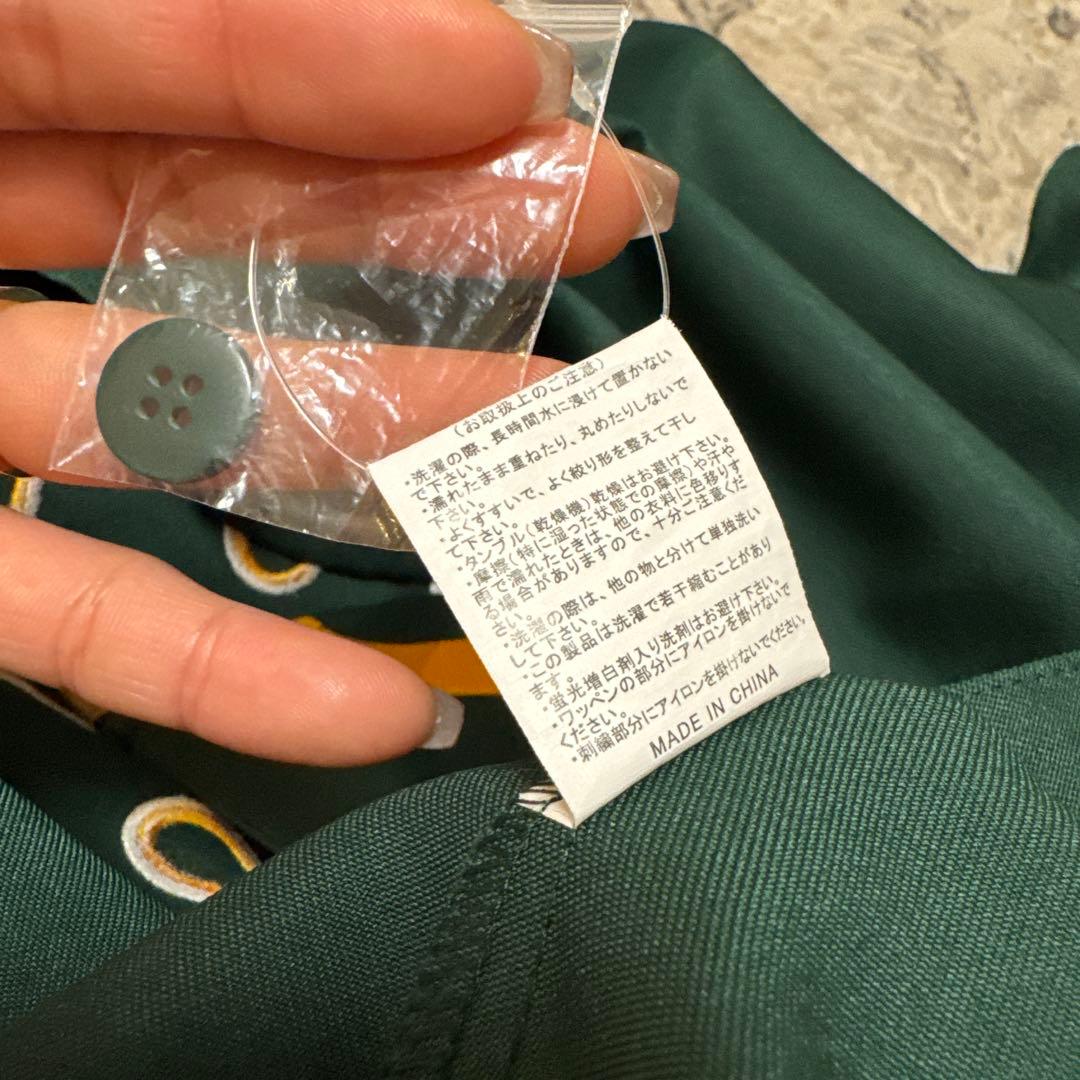 (お取扱上のご注意)
・洗濯の際、長時間水に浸けて置かない
で下さい。
・濡れたまま重ねたり、丸めたりしないで
下さい。
・よくすすいで、よく絞り形を整えて干し
て下さい。
・タンブル(乾燥機)乾燥はお避け下さい。
・摩擦(特に湿った状態での摩擦)や汗や
雨で濡れたときは、他の衣料に色移りす
る場合がありますので、十分ご注意くだ
さい。
・洗濯の際は、他の物と分けて単独洗い
して下さい。
・この製品は洗濯で若干縮むことがあり
ます。
・蛍光増白剤入り洗剤はお避け下さい。
・ワッペンの部分にアイロンを掛けないで
ください。
・刺繍部分にアイロンを掛けないでください。
MADE IN CHINA